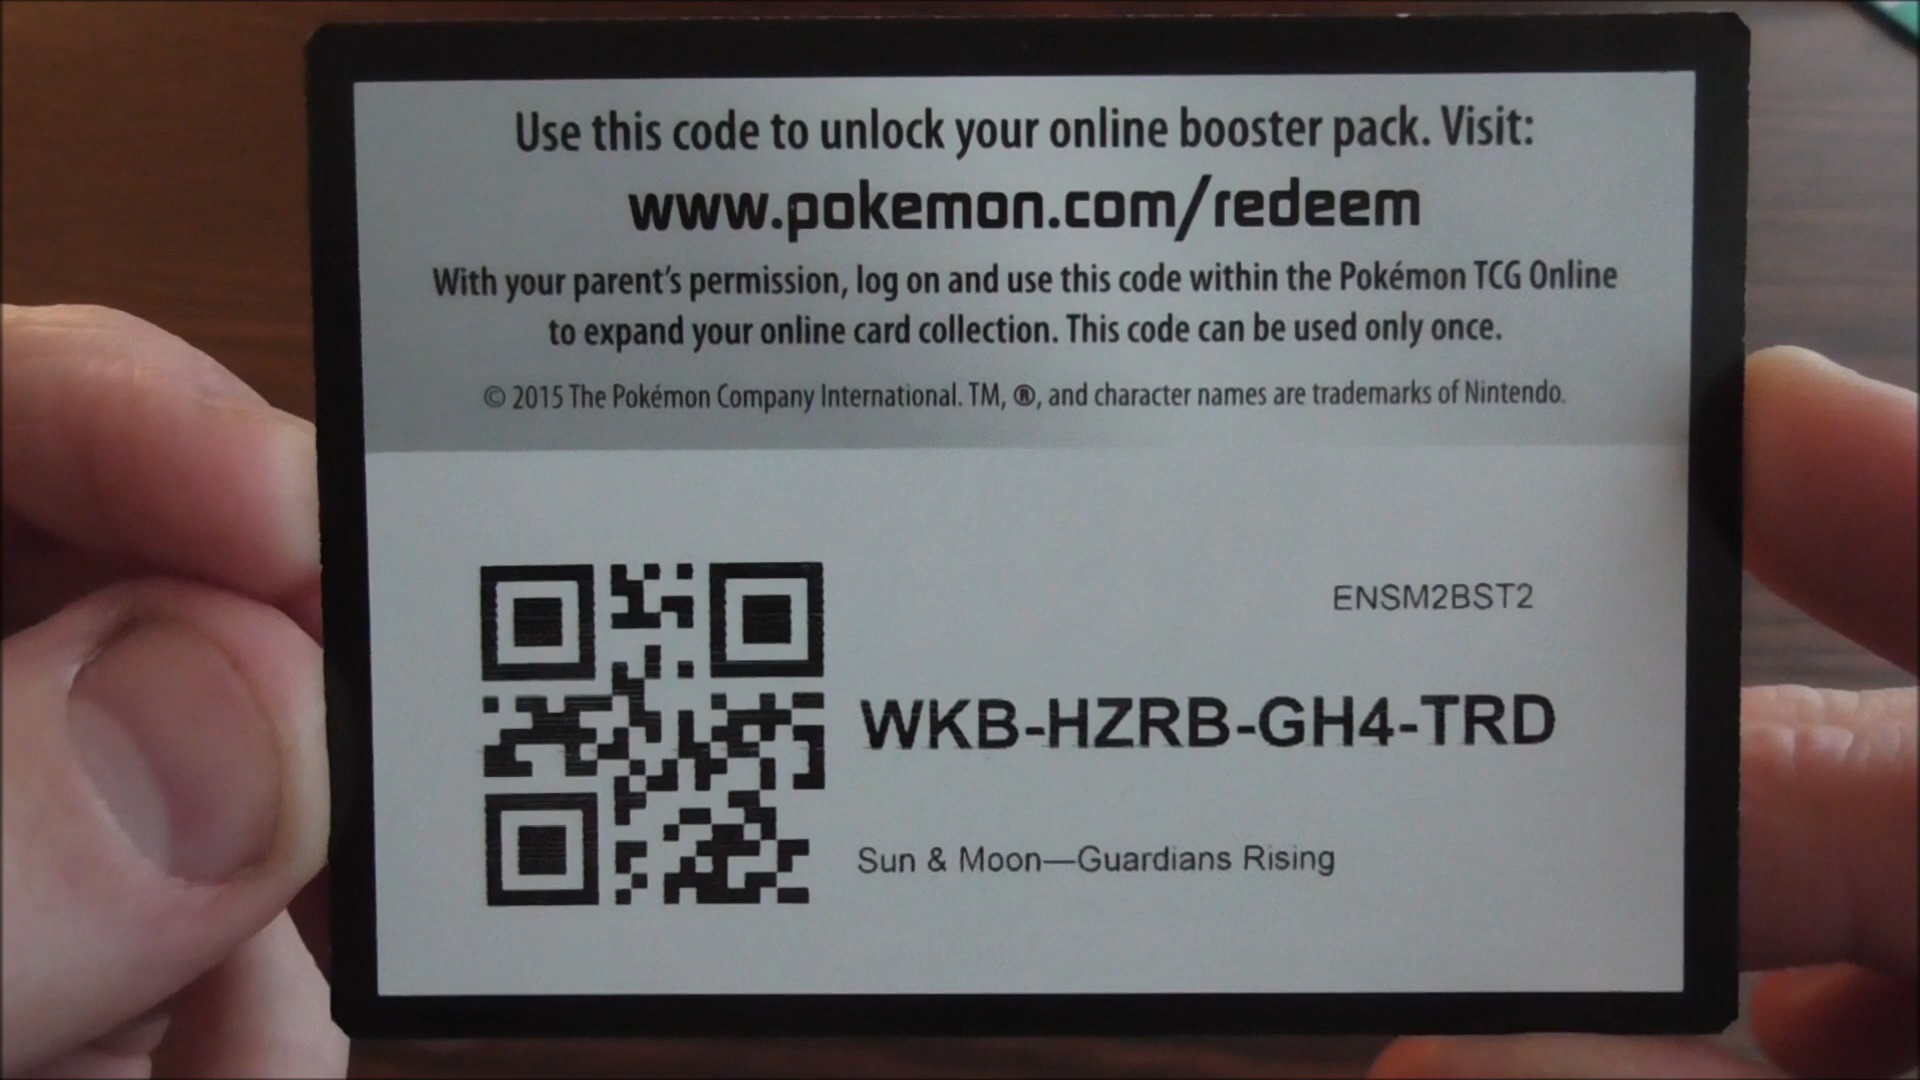 Use this code to unlock your online booster pack. Visit:
www.pokemon.com/redeem
With your parent's permission, log on and use this code within the Pokémon TCG Online
to expand your online card collection. This code can be used only once.
© 2015 The Pokémon Company International. TM, ®, and character names are trademarks of Nintendo.
ENSM2BST2
WKB-HZRB-GH4-TRD
Sun & Moon—Guardians Rising